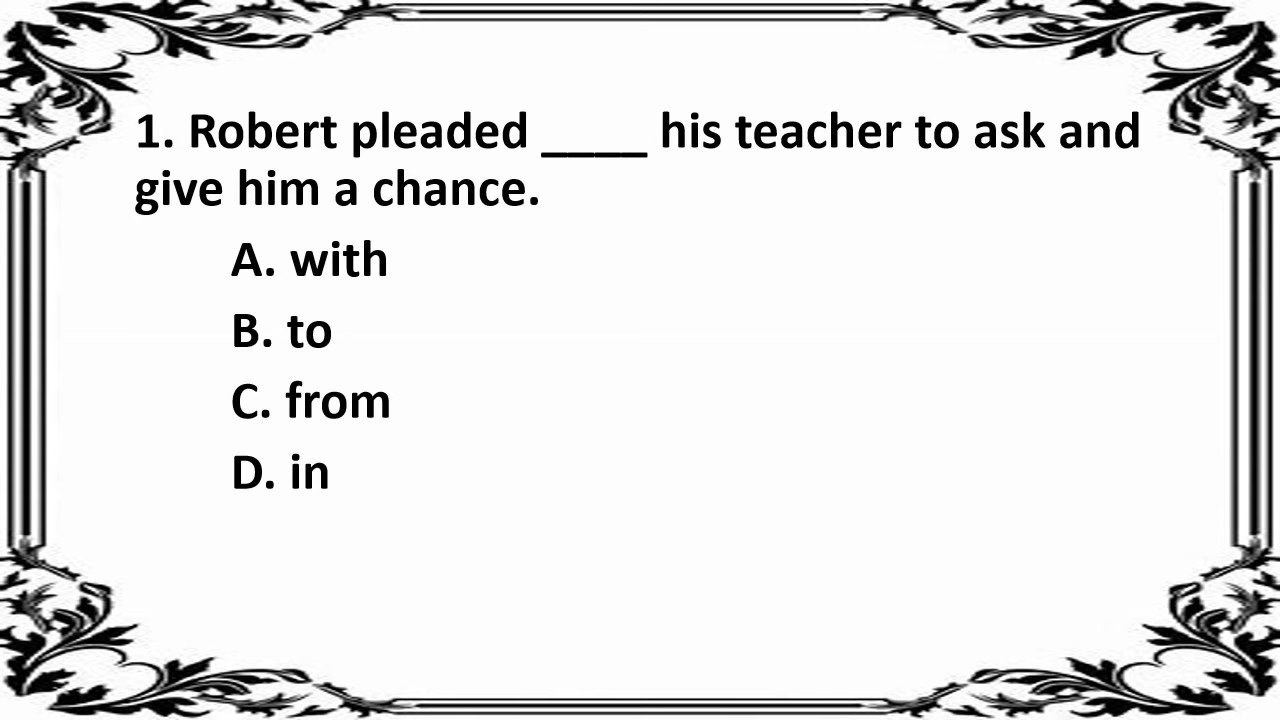 1. Robert pleaded ____ his teacher to ask and
give him a chance.
A. with
B. to
C. from
D. in